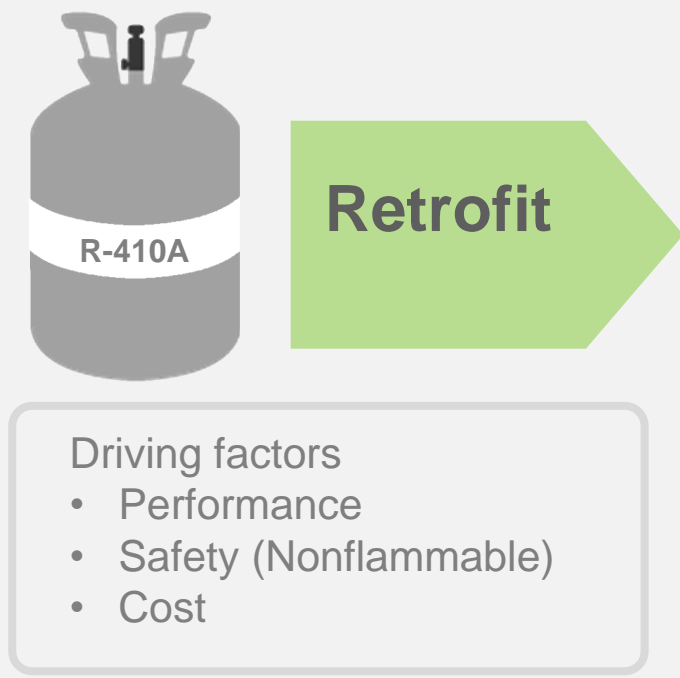 R-410A
Retrofit
Driving factors
• Performance
• Safety (Nonflammable)
• Cost